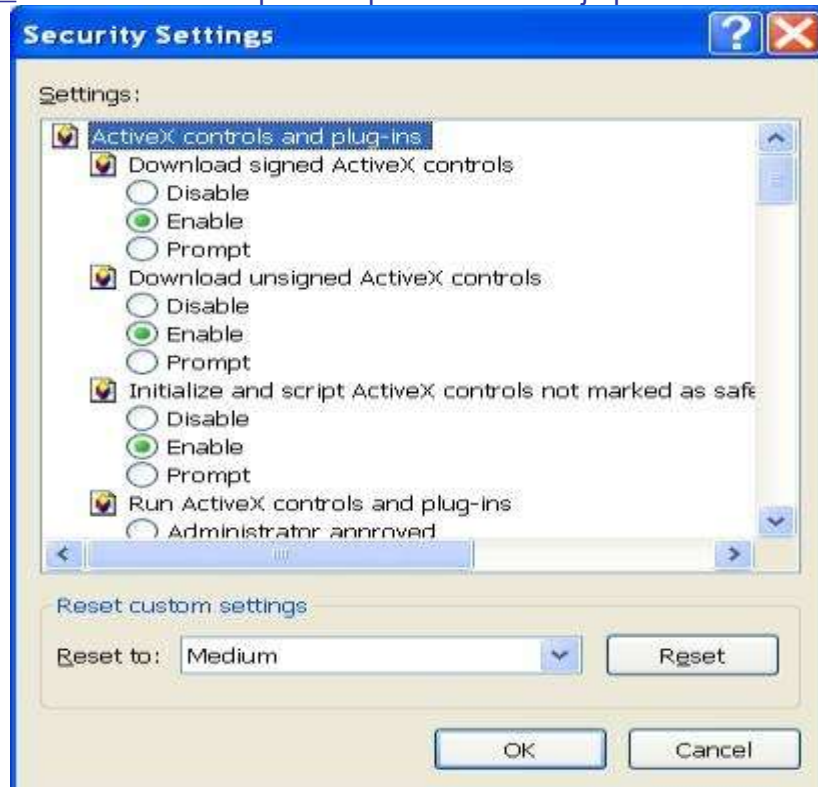 Security Settings
Settings:
ActiveX controls and plug-ins
Download signed ActiveX controls
Disable
Enable
Prompt
Download unsigned ActiveX controls
Disable
Enable
Prompt
Initialize and script ActiveX controls not marked as safe
Disable
Enable
Prompt
Run ActiveX controls and plug-ins
Administrator approved
Reset custom settings
Reset to: Medium Reset
OK Cancel